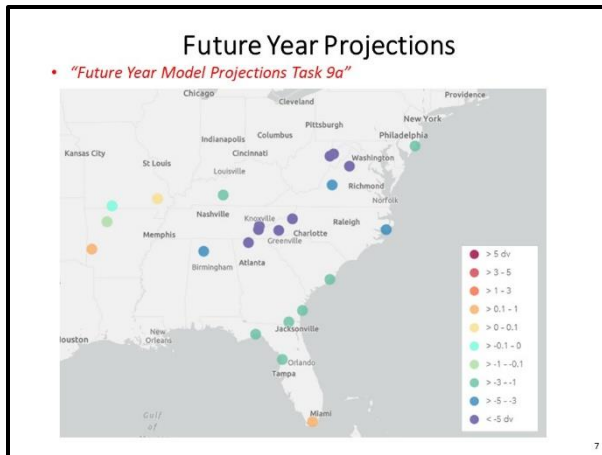 Future Year Projections
• “Future Year Model Projections Task 9a”
Chicago
Cleveland
Providence
New York
Pittsburgh
Philadelphia
Indianapolis
Columbus
Kansas City
Cincinnati
Washington
St Louis
Louisville
Richmond
Norfolk
Nashville
Knoxville
Raleigh
Memphis
Charlotte
Greenville
Birmingham
Atlanta
> 5 dv
> 3 - 5
> 1 - 3
> 0.1 - 1
> 0 - 0.1
> -0.1 - 0
> -1 - -0.1
> -3 - -1
> -5 - -3
< -5 dv
Jacksonville
New
Orleans
ouston
Orlando
Tampa
Gulf
of
Miami
7